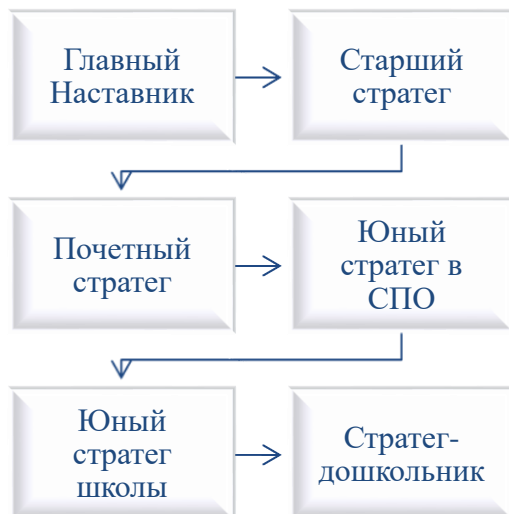 Главный
Наставник
Старший
стратег
Почетный
стратег
Юный
стратег в
СПО
Юный
стратег
школы
Стратег-
дошкольник